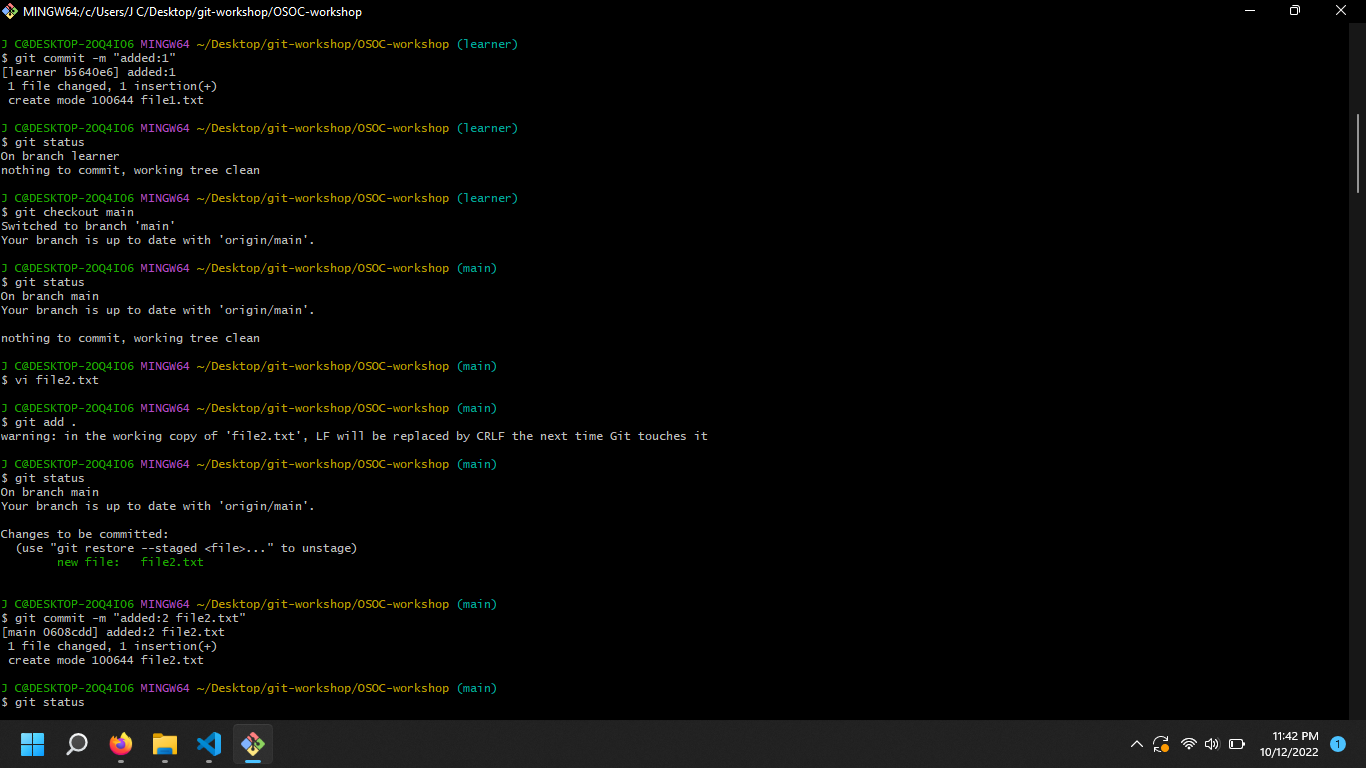 MINGW64:/c/Users/J C/Desktop/git-workshop/OSOC-workshop
J C@DESKTOP-2OQ4IO6 MINGW64 ~/Desktop/git-workshop/OSOC-workshop (learner)
$ git commit -m "added:1"
[learner b5640e6] added:1
 1 file changed, 1 insertion(+)
 create mode 100644 file1.txt
J C@DESKTOP-2OQ4IO6 MINGW64 ~/Desktop/git-workshop/OSOC-workshop (learner)
$ git status
On branch learner
nothing to commit, working tree clean
J C@DESKTOP-2OQ4IO6 MINGW64 ~/Desktop/git-workshop/OSOC-workshop (learner)
$ git checkout main
Switched to branch 'main'
Your branch is up to date with 'origin/main'.
J C@DESKTOP-2OQ4IO6 MINGW64 ~/Desktop/git-workshop/OSOC-workshop (main)
$ git status
On branch main
Your branch is up to date with 'origin/main'.
nothing to commit, working tree clean
J C@DESKTOP-2OQ4IO6 MINGW64 ~/Desktop/git-workshop/OSOC-workshop (main)
$ vi file2.txt
J C@DESKTOP-2OQ4IO6 MINGW64 ~/Desktop/git-workshop/OSOC-workshop (main)
$ git add .
warning: in the working copy of 'file2.txt', LF will be replaced by CRLF the next time Git touches it
J C@DESKTOP-2OQ4IO6 MINGW64 ~/Desktop/git-workshop/OSOC-workshop (main)
$ git status
On branch main
Your branch is up to date with 'origin/main'.
Changes to be committed:
  (use "git restore --staged <file>..." to unstage)
        new file:   file2.txt
J C@DESKTOP-2OQ4IO6 MINGW64 ~/Desktop/git-workshop/OSOC-workshop (main)
$ git commit -m "added:2 file2.txt"
[main 0608cdd] added:2 file2.txt
 1 file changed, 1 insertion(+)
 create mode 100644 file2.txt
J C@DESKTOP-2OQ4IO6 MINGW64 ~/Desktop/git-workshop/OSOC-workshop (main)
$ git status
11:42 PM
10/12/2022
1